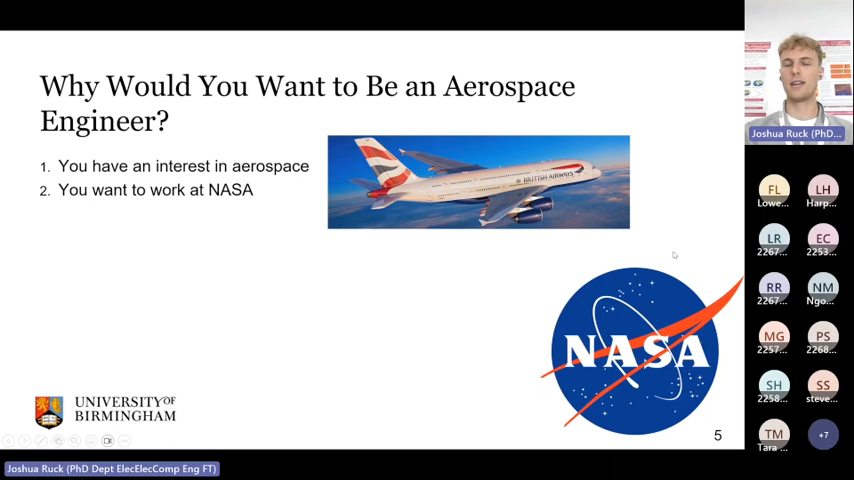 Why Would You Want to Be an Aerospace
Engineer?
1. You have an interest in aerospace
2. You want to work at NASA
BRITISH AIRWAYS
NASA
UNIVERSITY OF
BIRMINGHAM
5
Joshua Ruck (PhD Dept ElecElecComp Eng FT)
Joshua Ruck (PhD...
FL LH
Lowe... Harp...
LR EC
2267... 2253...
RR NM
2267... Ngo...
MG PS
2257... 2268...
SH SS
2258... steve...
TM +7
Tara ...